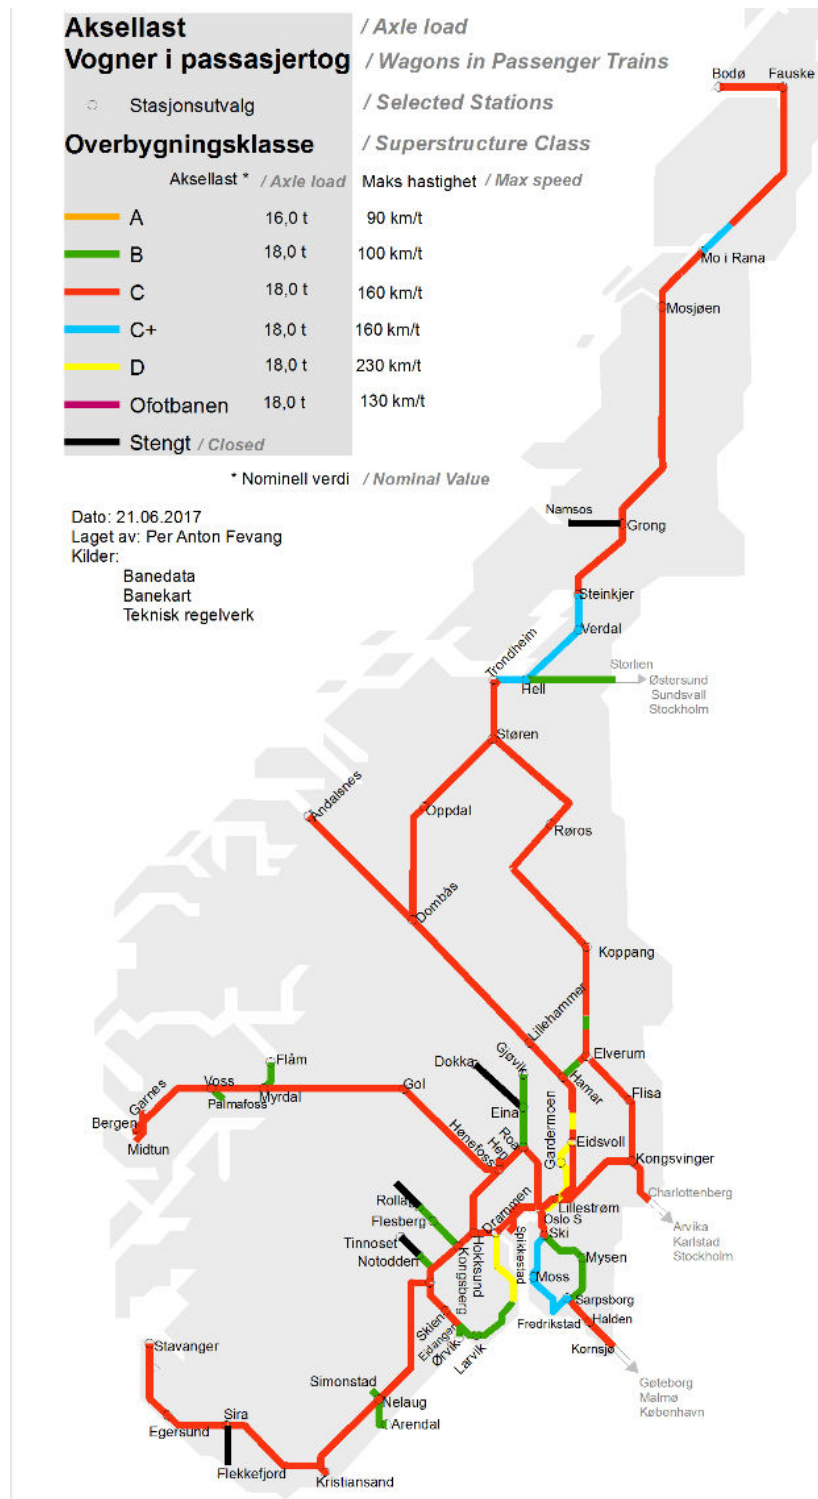 Aksellast / Axle load
Vogner i passasjertog / Wagons in Passenger Trains
Stasjonsutvalg / Selected Stations
Overbygningsklasse / Superstructure Class
Aksellast * / Axle load Maks hastighet / Max speed
A 16,0 t 90 km/t
B 18,0 t 100 km/t
C 18,0 t 160 km/t
C+ 18,0 t 160 km/t
D 18,0 t 230 km/t
Ofotbanen 18,0 t 130 km/t
Stengt / Closed
* Nominell verdi / Nominal Value
Dato: 21.06.2017
Laget av: Per Anton Fevang
Kilder:
Banedata
Banekart
Teknisk regelverk
Bodø
Fauske
Mo i Rana
Mosjøen
Namsos
Grong
Steinkjer
Verdal
Trondheim
Hell
Storlien
Østersund
Sundsvall
Stockholm
Støren
Åndalsnes
Oppdal
Røros
Dombås
Koppang
Lillehammer
Elverum
Hamar
Flisa
Dokka
Gjøvik
Eina
Flåm
Voss
Palmafoss
Myrdal
Gol
Garnes
Bergen
Midtun
Roa
Hen
Hønefoss
Gardermoen
Eidsvoll
Kongsvinger
Charlottenberg
Arvika
Karlstad
Stockholm
Rollag
Flesberg
Tinnoset
Notodden
Drammen
Lillestrøm
Oslo S
Ski
Spikkestad
Hokksund
Kongsberg
Mysen
Moss
Sarpsborg
Fredrikstad
Halden
Kornsjø
Gøteborg
Malmø
København
Skien
Eidanger
Ørvik
Larvik
Stavanger
Simonstad
Nelaug
Arendal
Egersund
Sira
Flekkefjord
Kristiansand